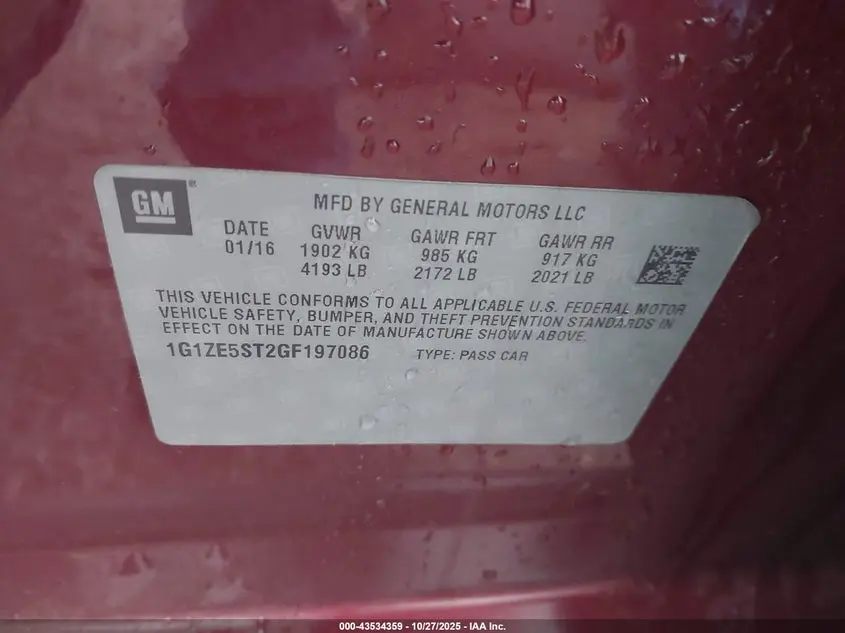 GM
MFD BY GENERAL MOTORS LLC
DATE GVWR GAWR FRT GAWR RR
01/16 1902 KG 985 KG 917 KG
4193 LB 2172 LB 2021 LB
THIS VEHICLE CONFORMS TO ALL APPLICABLE U.S. FEDERAL MOTOR
VEHICLE SAFETY, BUMPER, AND THEFT PREVENTION STANDARDS IN
EFFECT ON THE DATE OF MANUFACTURE SHOWN ABOVE.
1G1ZE5ST2GF197086 TYPE: PASS CAR
000-43534359 - 10/27/2025 - IAA Inc.